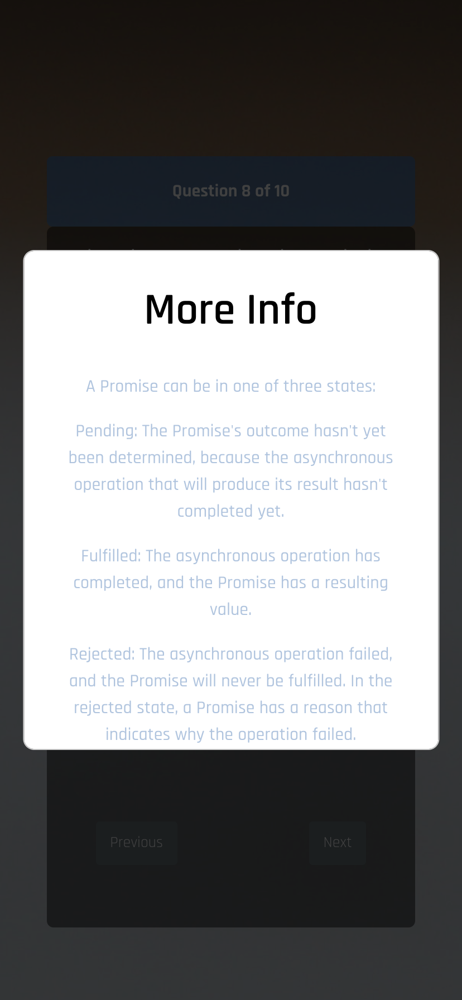 Question 8 of 10
More Info
A Promise can be in one of three states:
Pending: The Promise's outcome hasn't yet
been determined, because the asynchronous
operation that will produce its result hasn't
completed yet.
Fulfilled: The asynchronous operation has
completed, and the Promise has a resulting
value.
Rejected: The asynchronous operation failed,
and the Promise will never be fulfilled. In the
rejected state, a Promise has a reason that
indicates why the operation failed.
Previous
Next